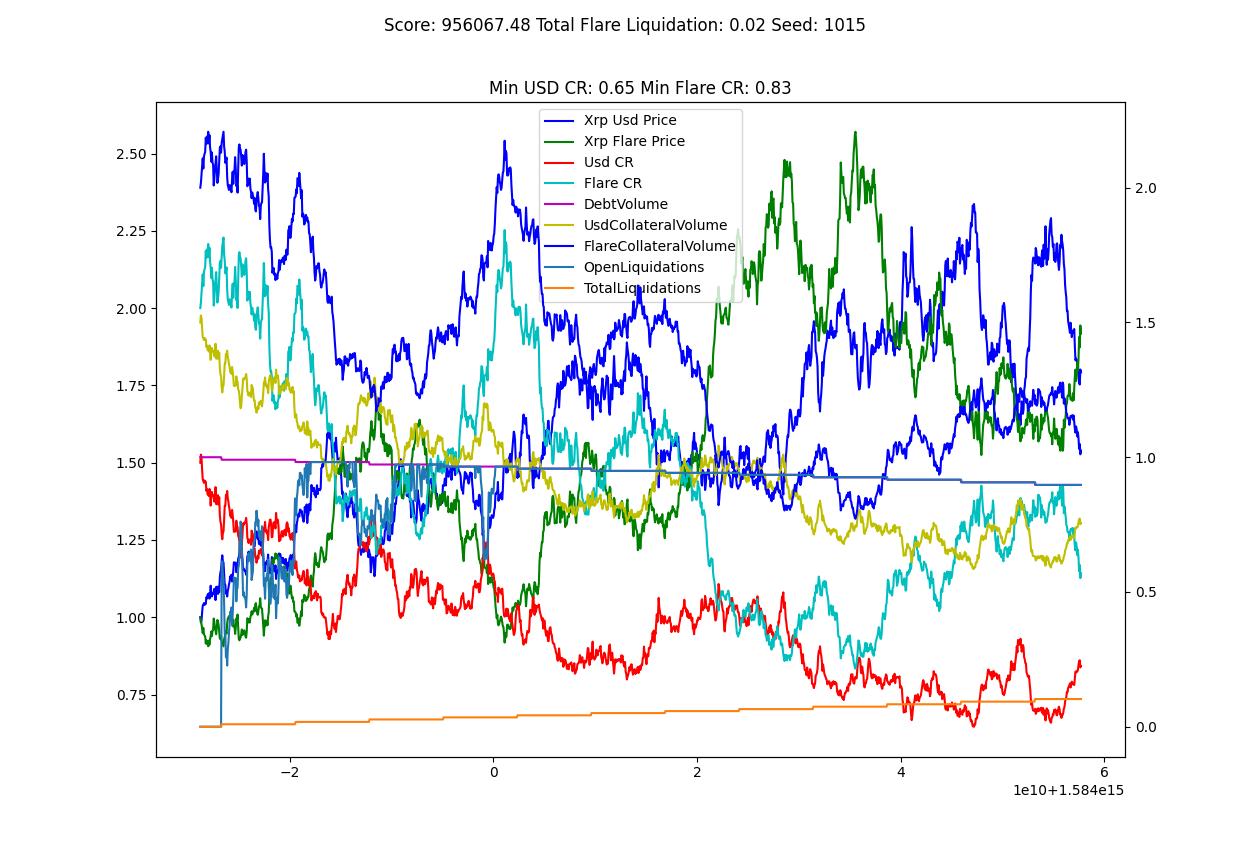 Score: 956067.48 Total Flare Liquidation: 0.02 Seed: 1015
Min USD CR: 0.65 Min Flare CR: 0.83
Xrp Usd Price
Xrp Flare Price
Usd CR
Flare CR
DebtVolume
UsdCollateralVolume
FlareCollateralVolume
OpenLiquidations
TotalLiquidations
2.50
2.25
2.00
1.75
1.50
1.25
1.00
0.75
2.0
1.5
1.0
0.5
0.0
−2 0 2 4 6
1e10+1.584e15